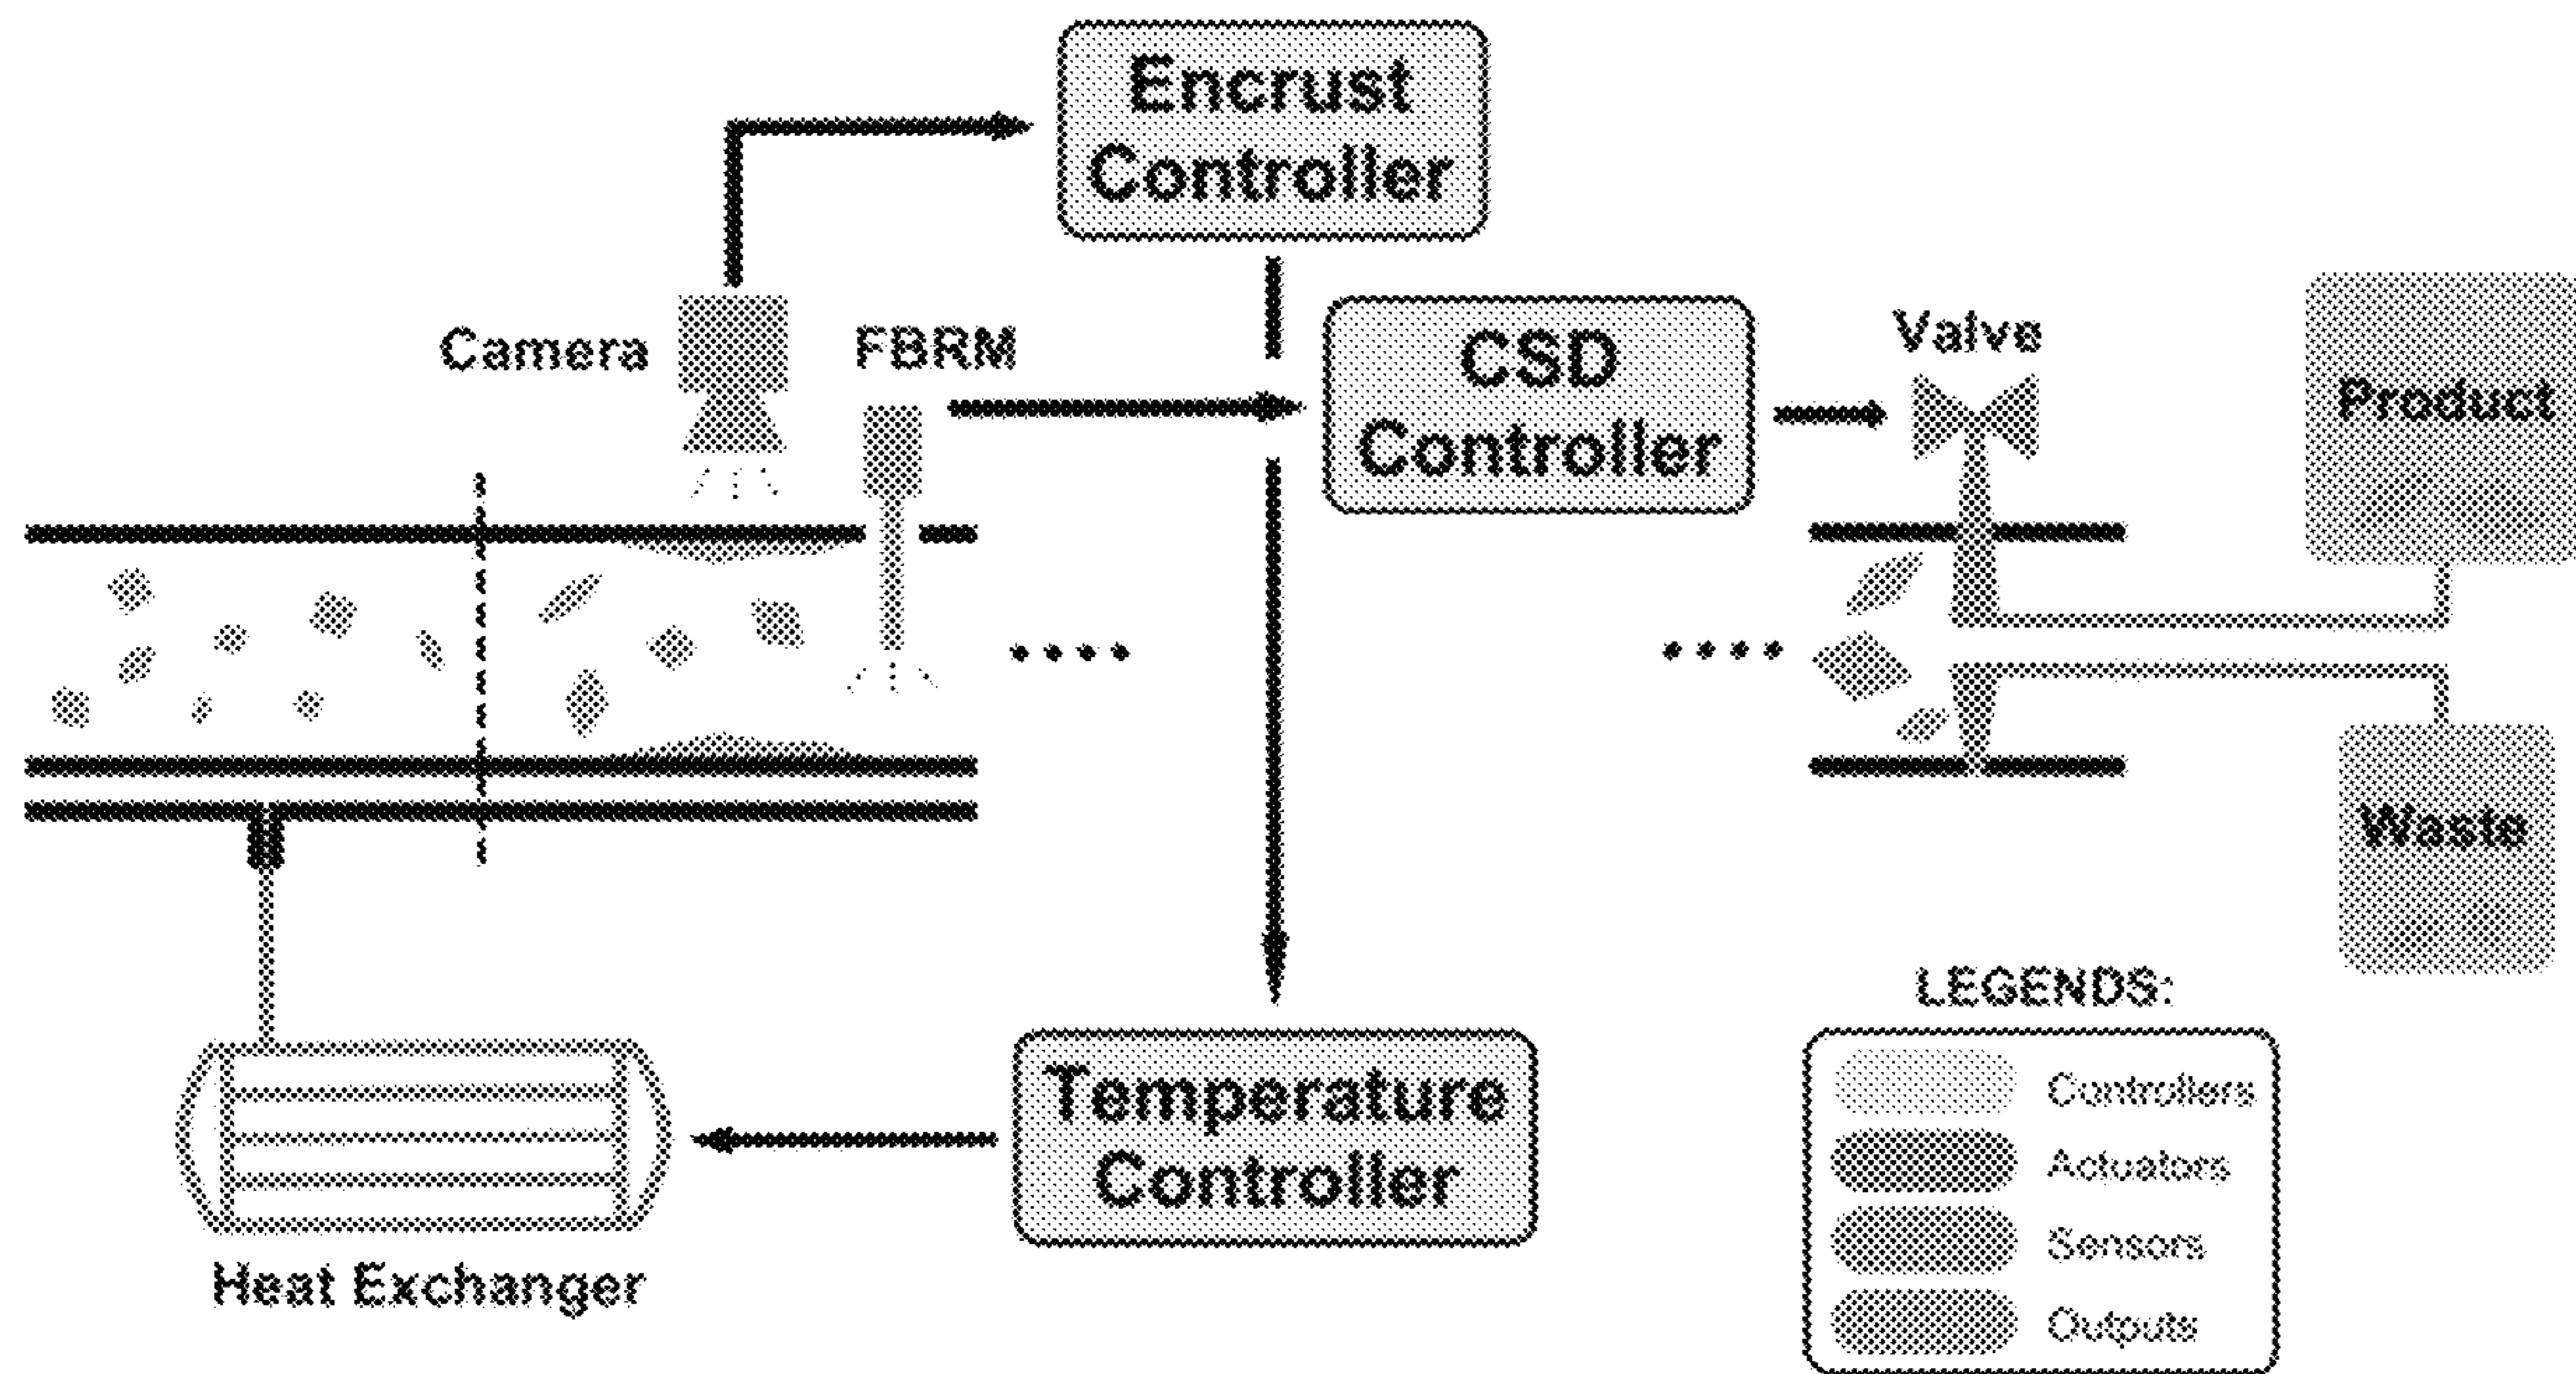 Encrust
Controller
Camera
FBRM
CSD
Controller
Valve
Product
Waste
Temperature
Controller
Heat Exchanger
LEGENDS:
Controllers
Actuators
Sensors
Outputs